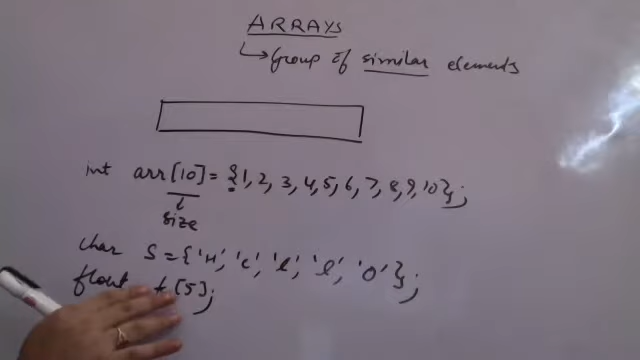 ARRAYS
↳ Group of similar elements
int arr[10] = {1, 2, 3, 4, 5, 6, 7, 8, 9, 10};
size
char S = {'H', 'e', 'l', 'l', 'O'};
float f[5];